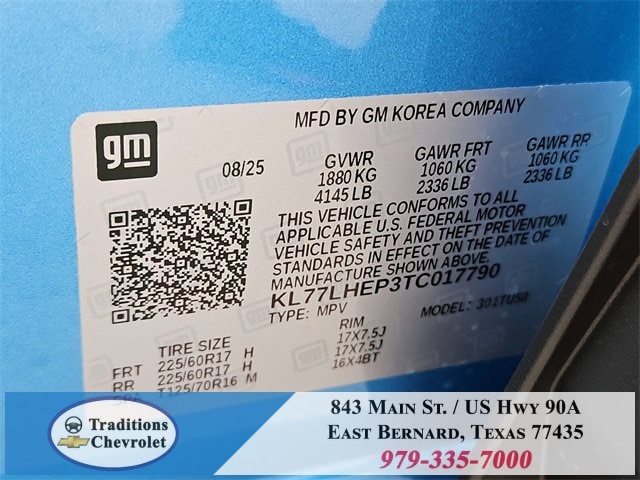 gm
MFD BY GM KOREA COMPANY
08/25
GVWR
1880 KG
4145 LB
GAWR FRT
1060 KG
2336 LB
GAWR RR
1060 KG
2336 LB
THIS VEHICLE CONFORMS TO ALL
APPLICABLE U.S. FEDERAL MOTOR
VEHICLE SAFETY AND THEFT PREVENTION
STANDARDS IN EFFECT ON THE DATE OF
MANUFACTURE SHOWN ABOVE.
KL77LHEP3TC017790
TYPE: MPV
MODEL: 301TU58
TIRE SIZE
RIM
FRT 225/60R17 H 17X7.5J
RR 225/60R17 H 17X7.5J
SPA T125/70R16 M 16X4BT
Traditions
Chevrolet
843 Main St. / US Hwy 90A
East Bernard, Texas 77435
979-335-7000